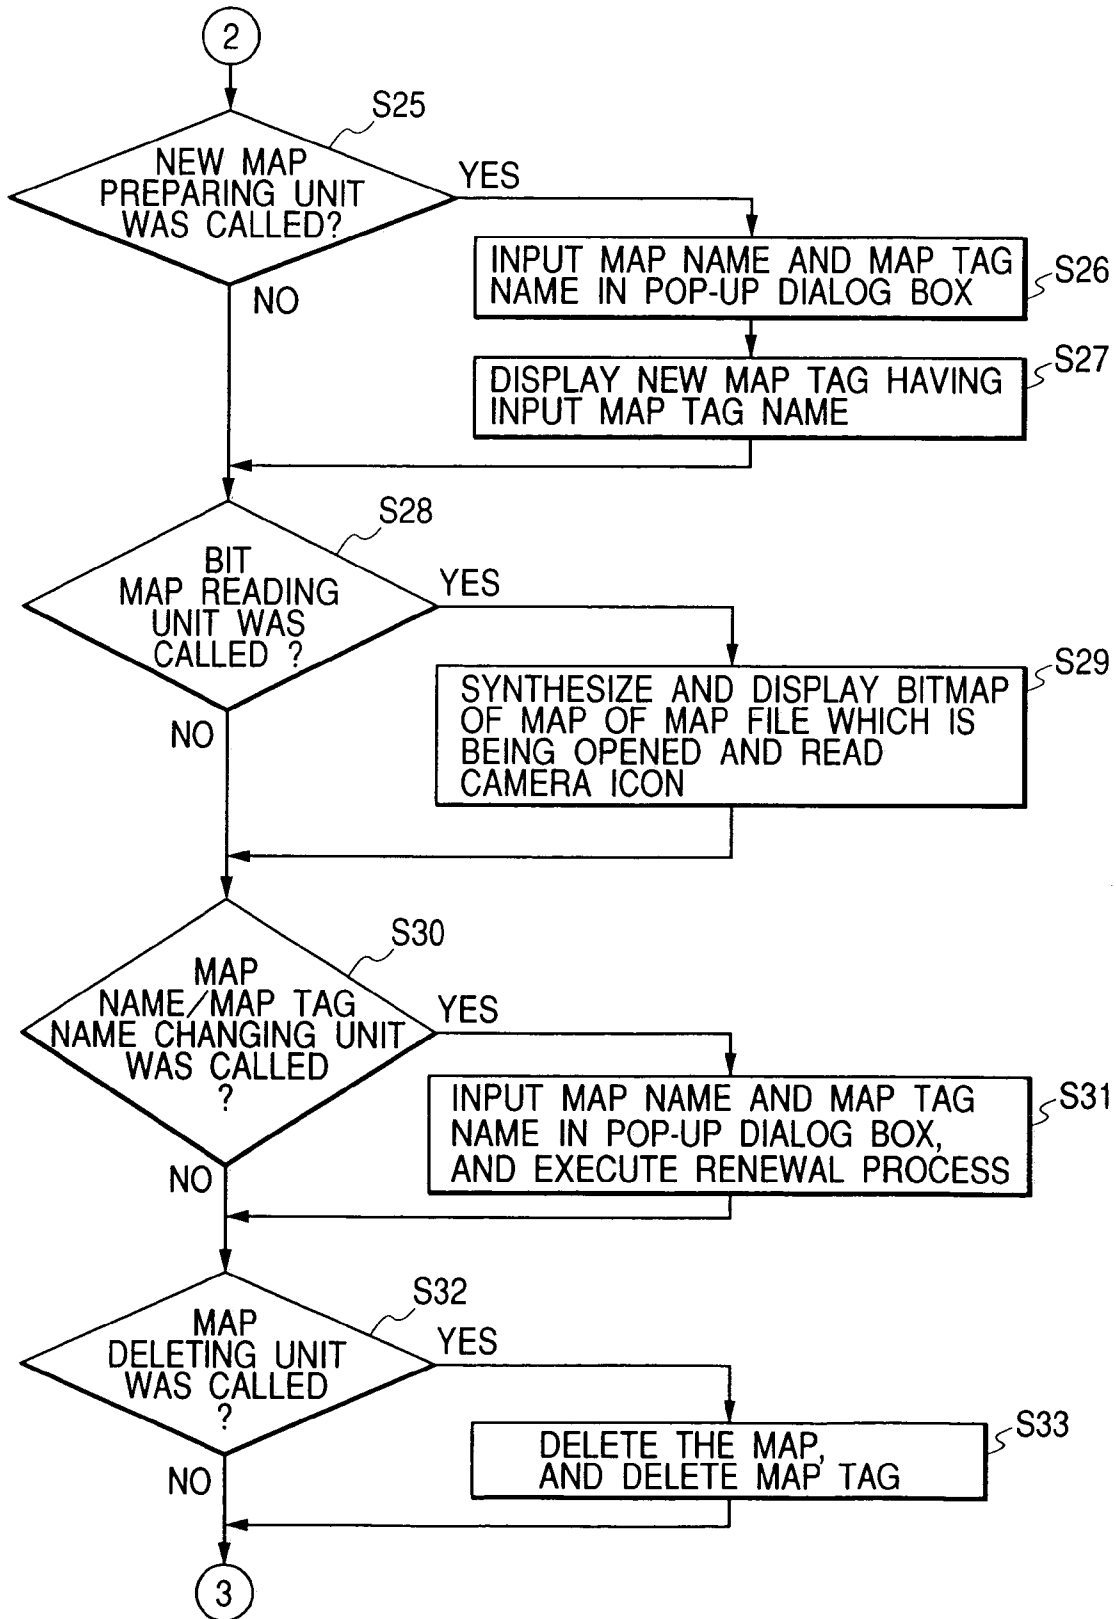 2
S25
NEW MAP
PREPARING UNIT
WAS CALLED?
YES
NO
INPUT MAP NAME AND MAP TAG
NAME IN POP-UP DIALOG BOX
S26
DISPLAY NEW MAP TAG HAVING
INPUT MAP TAG NAME
S27
S28
BIT
MAP READING
UNIT WAS
CALLED ?
YES
NO
SYNTHESIZE AND DISPLAY BITMAP
OF MAP OF MAP FILE WHICH IS
BEING OPENED AND READ
CAMERA ICON
S29
S30
MAP
NAME/MAP TAG
NAME CHANGING UNIT
WAS CALLED
?
YES
NO
INPUT MAP NAME AND MAP TAG
NAME IN POP-UP DIALOG BOX,
AND EXECUTE RENEWAL PROCESS
S31
S32
MAP
DELETING UNIT
WAS CALLED
?
YES
NO
DELETE THE MAP,
AND DELETE MAP TAG
S33
3